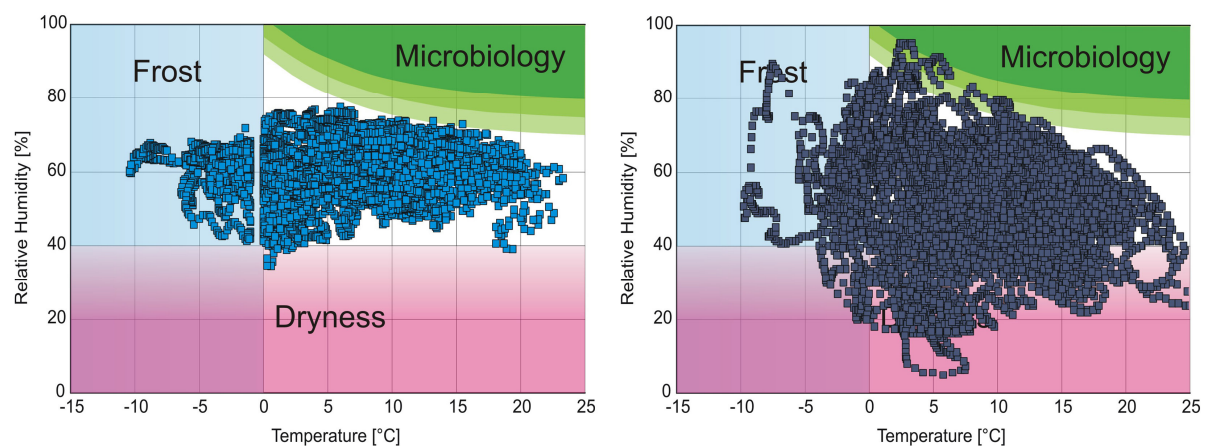 100
80
60
40
20
0
Relative Humidity [%]
Frost
Microbiology
Dryness
-15 -10 -5 0 5 10 15 20 25
Temperature [°C]
100
80
60
40
20
0
Relative Humidity [%]
Frost
Microbiology
-15 -10 -5 0 5 10 15 20 25
Temperature [°C]